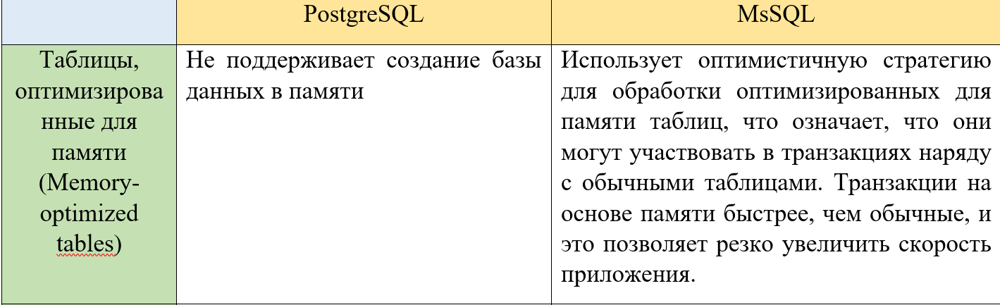 PostgreSQL
MsSQL
Таблицы,
оптимизирова
нные для
памяти
(Memory-
optimized
tables)
Не поддерживает создание базы
данных в памяти
Использует оптимистичную стратегию
для обработки оптимизированных для
памяти таблиц, что означает, что они
могут участвовать в транзакциях наряду
с обычными таблицами. Транзакции на
основе памяти быстрее, чем обычные, и
это позволяет резко увеличить скорость
приложения.